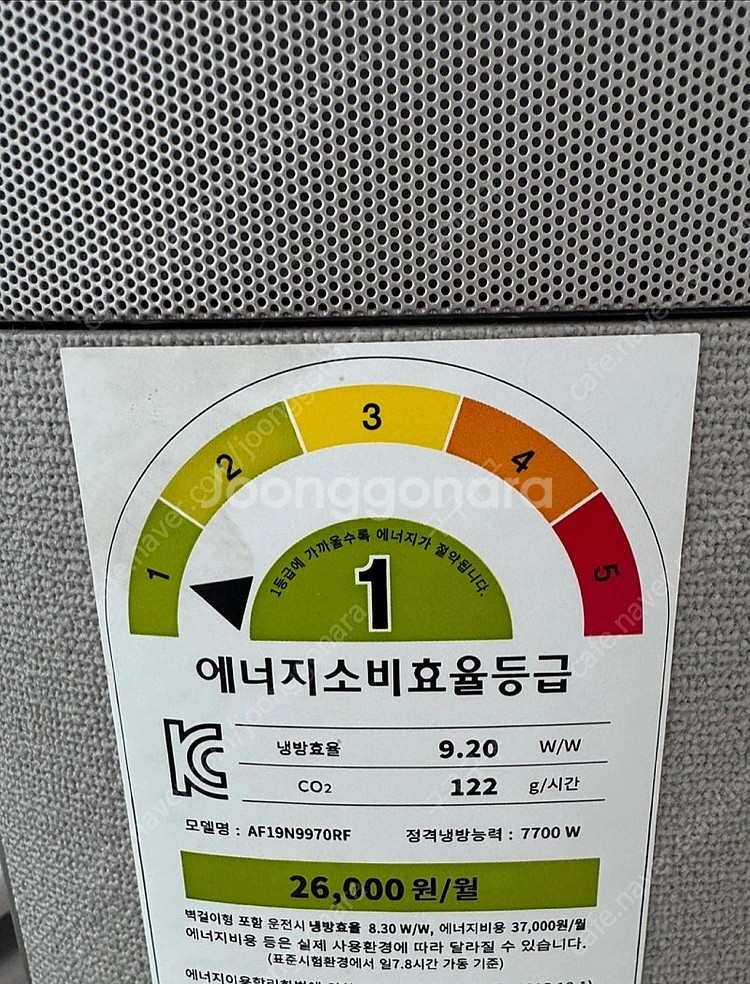 3
2
4
Joonggonara
1등급에 가까울수록 에너지가 절약됩니다.
1
1
5
에너지소비효율등급
냉방효율 9.20 W/W
CO₂ 122 g/시간
모델명 : AF19N9970RF 정격냉방능력 : 7700 W
26,000 원/월
벽걸이형 포함 운전시 냉방효율 8.30 W/W, 에너지비용 37,000원/월
에너지비용 등은 실제 사용환경에 따라 달라질 수 있습니다.
(표준시험환경에서 일7.8시간 가동 기준)